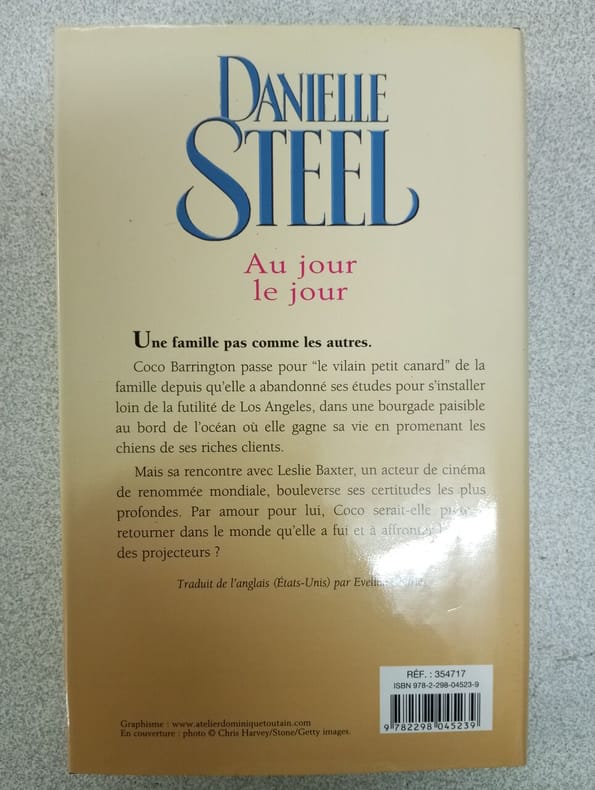 DANIELLE
STEEL
Au jour
le jour
Une famille pas comme les autres.
Coco Barrington passe pour “le vilain petit canard” de la
famille depuis qu’elle a abandonné ses études pour s’installer
loin de la futilité de Los Angeles, dans une bourgade paisible
au bord de l’océan où elle gagne sa vie en promenant les
chiens de ses riches clients.
Mais sa rencontre avec Leslie Baxter, un acteur de cinéma
de renommée mondiale, bouleverse ses certitudes les plus
profondes. Par amour pour lui, Coco serait-elle
retourner dans le monde qu’elle a fui et à affronter
des projecteurs ?
Traduit de l’anglais (États-Unis) par
RÉF. : 354717
ISBN 978-2-298-04523-9
9 782298 045239
Graphisme : www.atelierdominiquetoutain.com
En couverture : photo © Chris Harvey/Stone/Getty images.